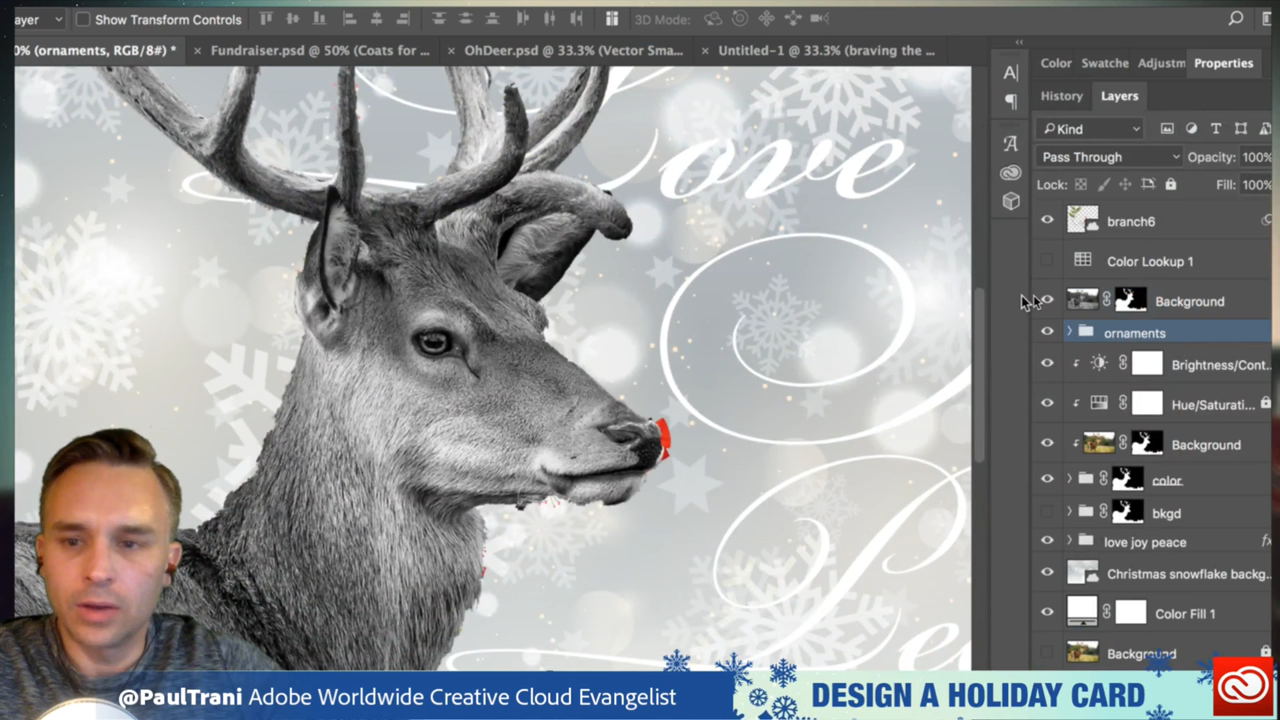 ayer Show Transform Controls 3D Mode:
0% (ornaments, RGB/8#) * × Fundraiser.psd @ 50% (Coats for ... × OhDeer.psd @ 33.3% (Vector Sma... × Untitled-1 @ 33.3% (braving the ...
Color Swatche Adjustm Properties
History Layers
Kind
Pass Through Opacity: 100%
Lock: Fill: 100%
branch6
Color Lookup 1
Background
ornaments
Brightness/Cont...
Hue/Saturati...
Background
color
bkgd
love joy peace fx
Christmas snowflake backg...
Color Fill 1
Background
ove
Pea
@PaulTrani Adobe Worldwide Creative Cloud Evangelist
DESIGN A HOLIDAY CARD